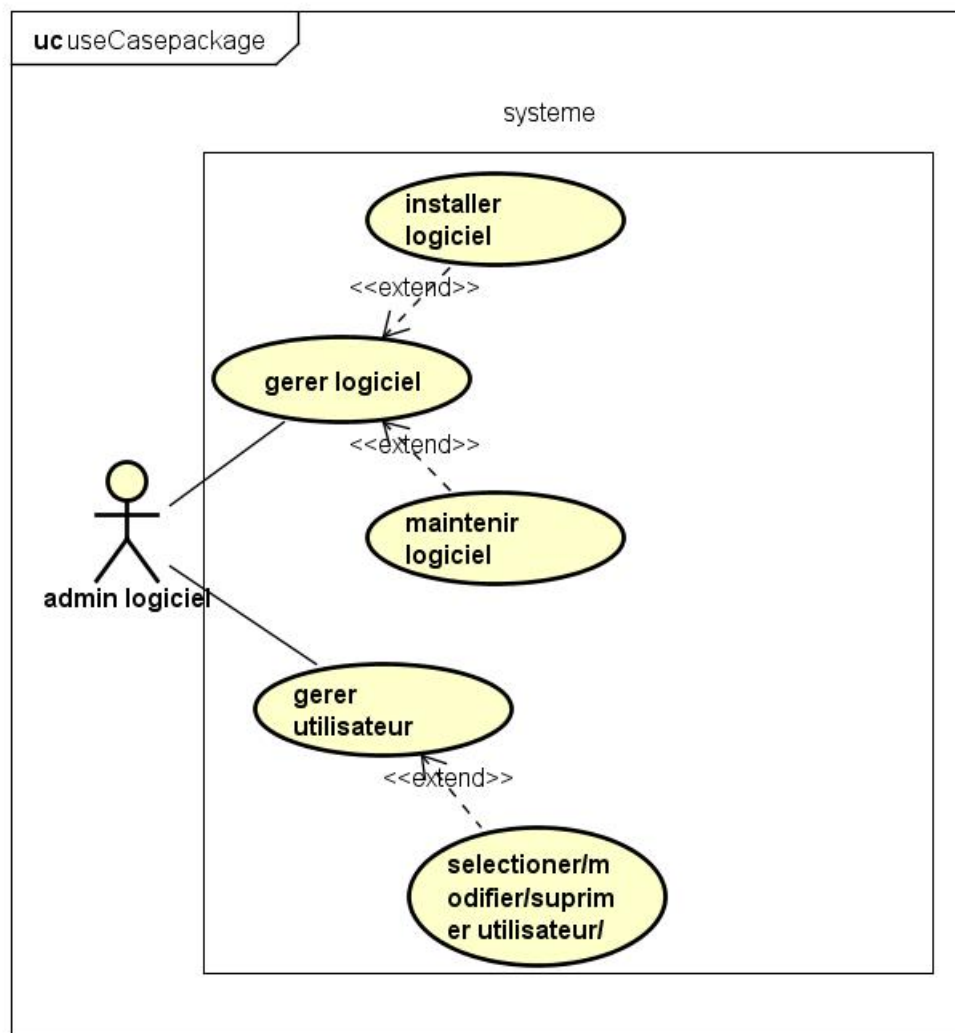 uc useCasepackage
systeme
installer
logiciel
<<extend>>
gerer logiciel
<<extend>>
maintenir
logiciel
admin logiciel
gerer
utilisateur
<<extend>>
selectioner/m
odifier/suprim
er utilisateur/